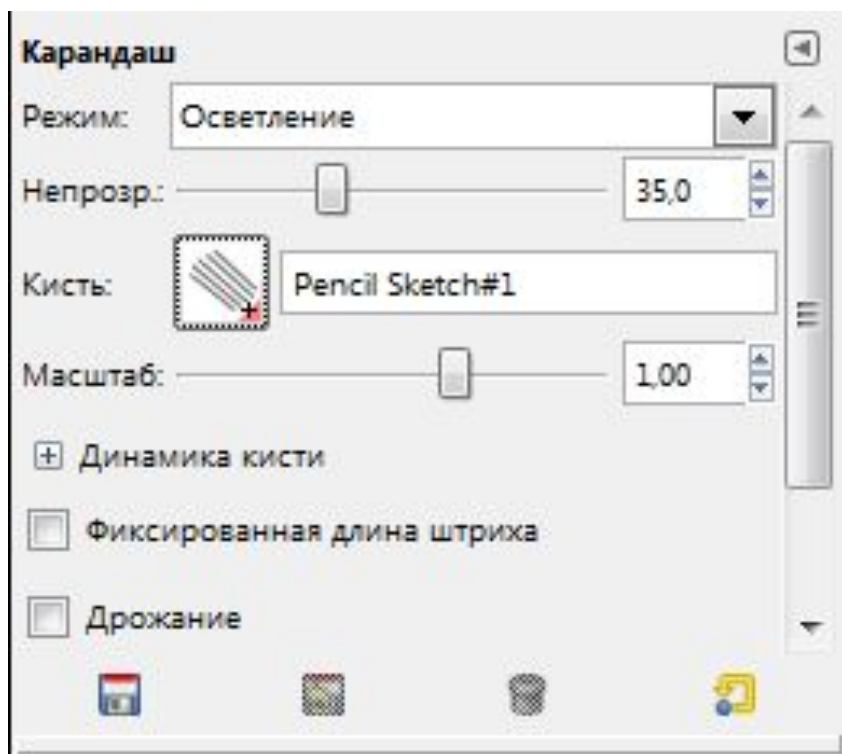 Карандаш
Режим: Осветление
Непрозр.: 35,0
Кисть: Pencil Sketch#1
Масштаб: 1,00
Динамика кисти
Фиксированная длина штриха
Дрожание